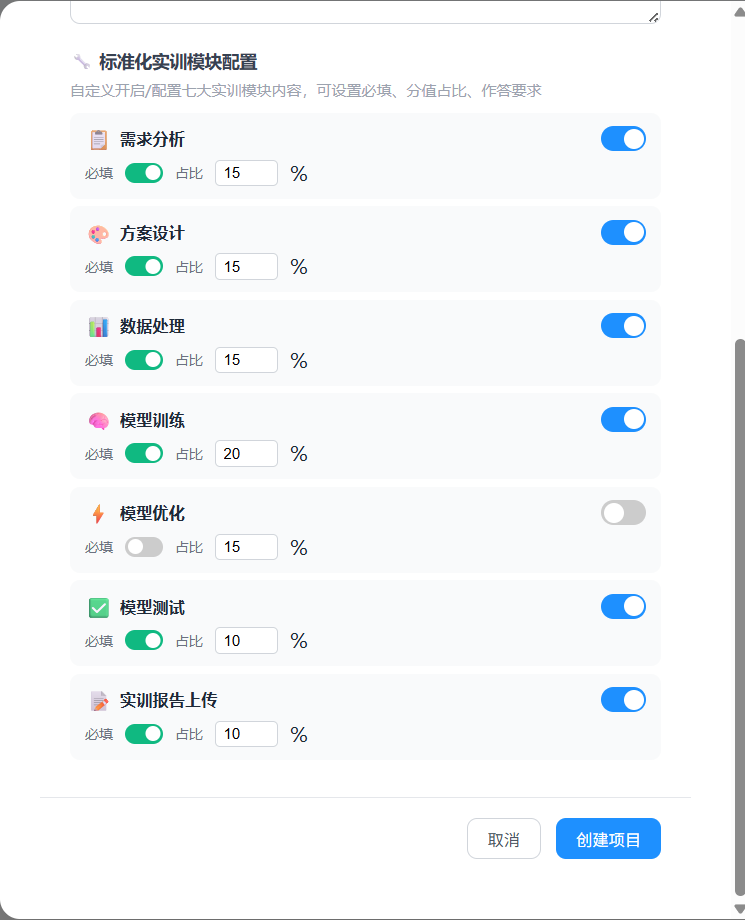 标准化实训模块配置
自定义开启/配置七大实训模块内容，可设置必填、分值占比、作答要求
需求分析
必填 占比 15 %
方案设计
必填 占比 15 %
数据处理
必填 占比 15 %
模型训练
必填 占比 20 %
模型优化
必填 占比 15 %
模型测试
必填 占比 10 %
实训报告上传
必填 占比 10 %
取消 创建项目